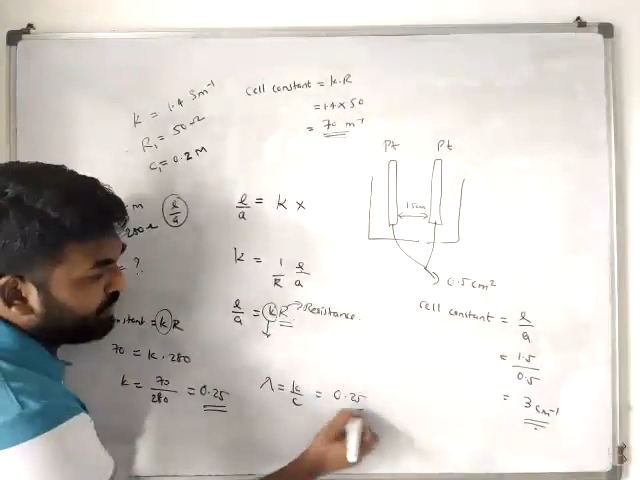 K = 1.4 Sm⁻¹
R₁ = 50 Ω
C₁ = 0.2 M
cell constant = k.R
= 1.4 x 50
= 70 m⁻¹
Pt Pt
1.5cm
0.5 cm²
m
280 Ω
l/a
= ?
l/a = K x
K = 1/R l/a
l/a = k R → Resistance.
constant = k R
70 = k. 280
k = 70/280 = 0.25
λ = k/c = 0.25
cell constant = l/a
= 1.5/0.5
= 3 cm⁻¹